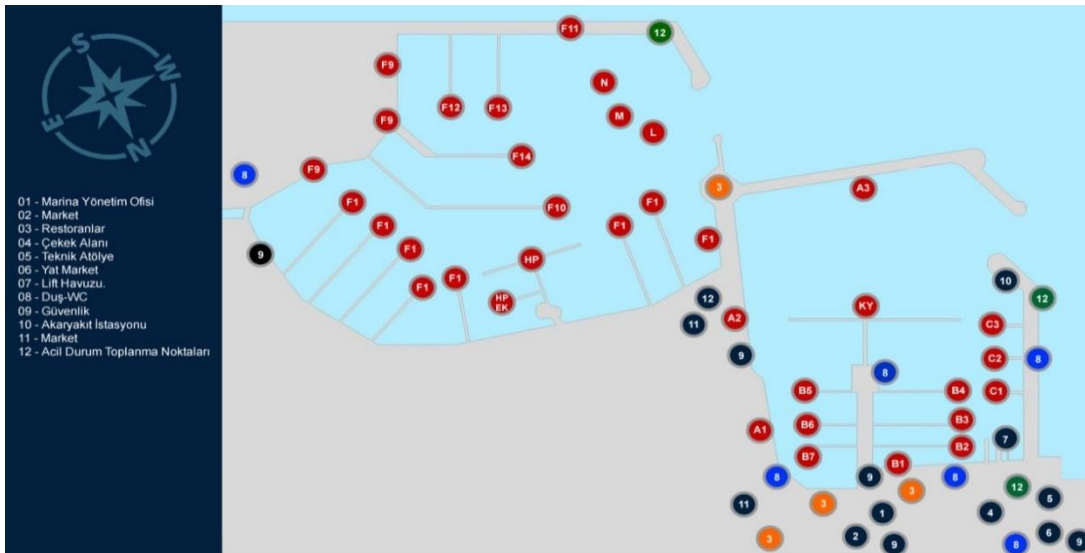 S
W
E
N
01 - Marina Yönetim Ofisi
02 - Market
03 - Restoranlar
04 - Çekek Alanı
05 - Teknik Atölye
06 - Yat Market
07 - Lift Havuzu.
08 - Duş-WC
09 - Güvenlik
10 - Akaryakıt İstasyonu
11 - Market
12 - Acil Durum Toplanma Noktaları
F11
12
F9
N
F12
F13
M
F9
L
F14
F9
8
3
A3
F1
F1
F10
F1
F1
F1
F1
9
HP
F1
F1
10
HP
EK
12
12
KY
A2
11
C3
9
C2
8
8
B5
B4
C1
B6
B3
A1
7
B2
B7
B1
8
9
8
12
3
5
11
3
1
4
6
2
3
9
8
9